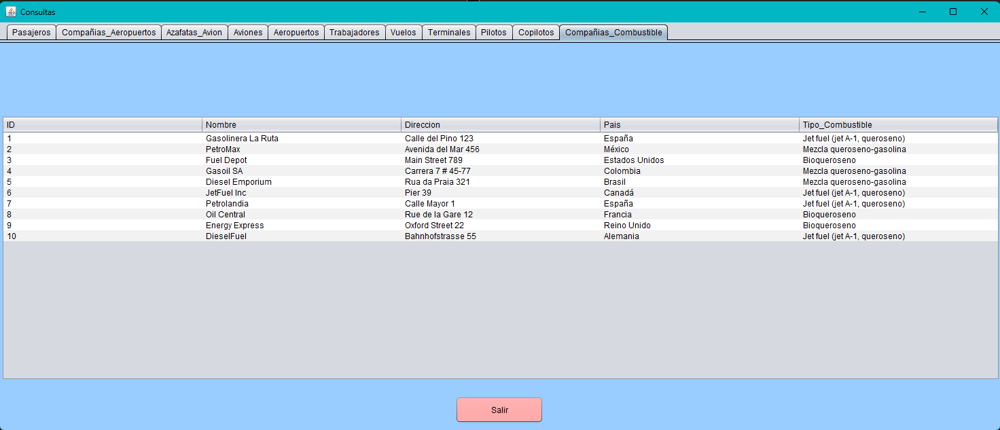 Consultas
Pasajeros Compañias_Aeropuertos Azafatas_Avion Aviones Aeropuertos Trabajadores Vuelos Terminales Pilotos Copilotos Compañias_Combustible
ID Nombre Direccion Pais Tipo_Combustible
1 Gasolinera La Ruta Calle del Pino 123 España Jet fuel (jet A-1, queroseno)
2 PetroMax Avenida del Mar 456 México Mezcla queroseno-gasolina
3 Fuel Depot Main Street 789 Estados Unidos Bioqueroseno
4 Gasoil SA Carrera 7 # 45-77 Colombia Mezcla queroseno-gasolina
5 Diesel Emporium Rua da Praia 321 Brasil Mezcla queroseno-gasolina
6 JetFuel Inc Pier 39 Canadá Jet fuel (jet A-1, queroseno)
7 Petrolandia Calle Mayor 1 España Jet fuel (jet A-1, queroseno)
8 Oil Central Rue de la Gare 12 Francia Bioqueroseno
9 Energy Express Oxford Street 22 Reino Unido Bioqueroseno
10 DieselFuel Bahnhofstrasse 55 Alemania Jet fuel (jet A-1, queroseno)
Salir